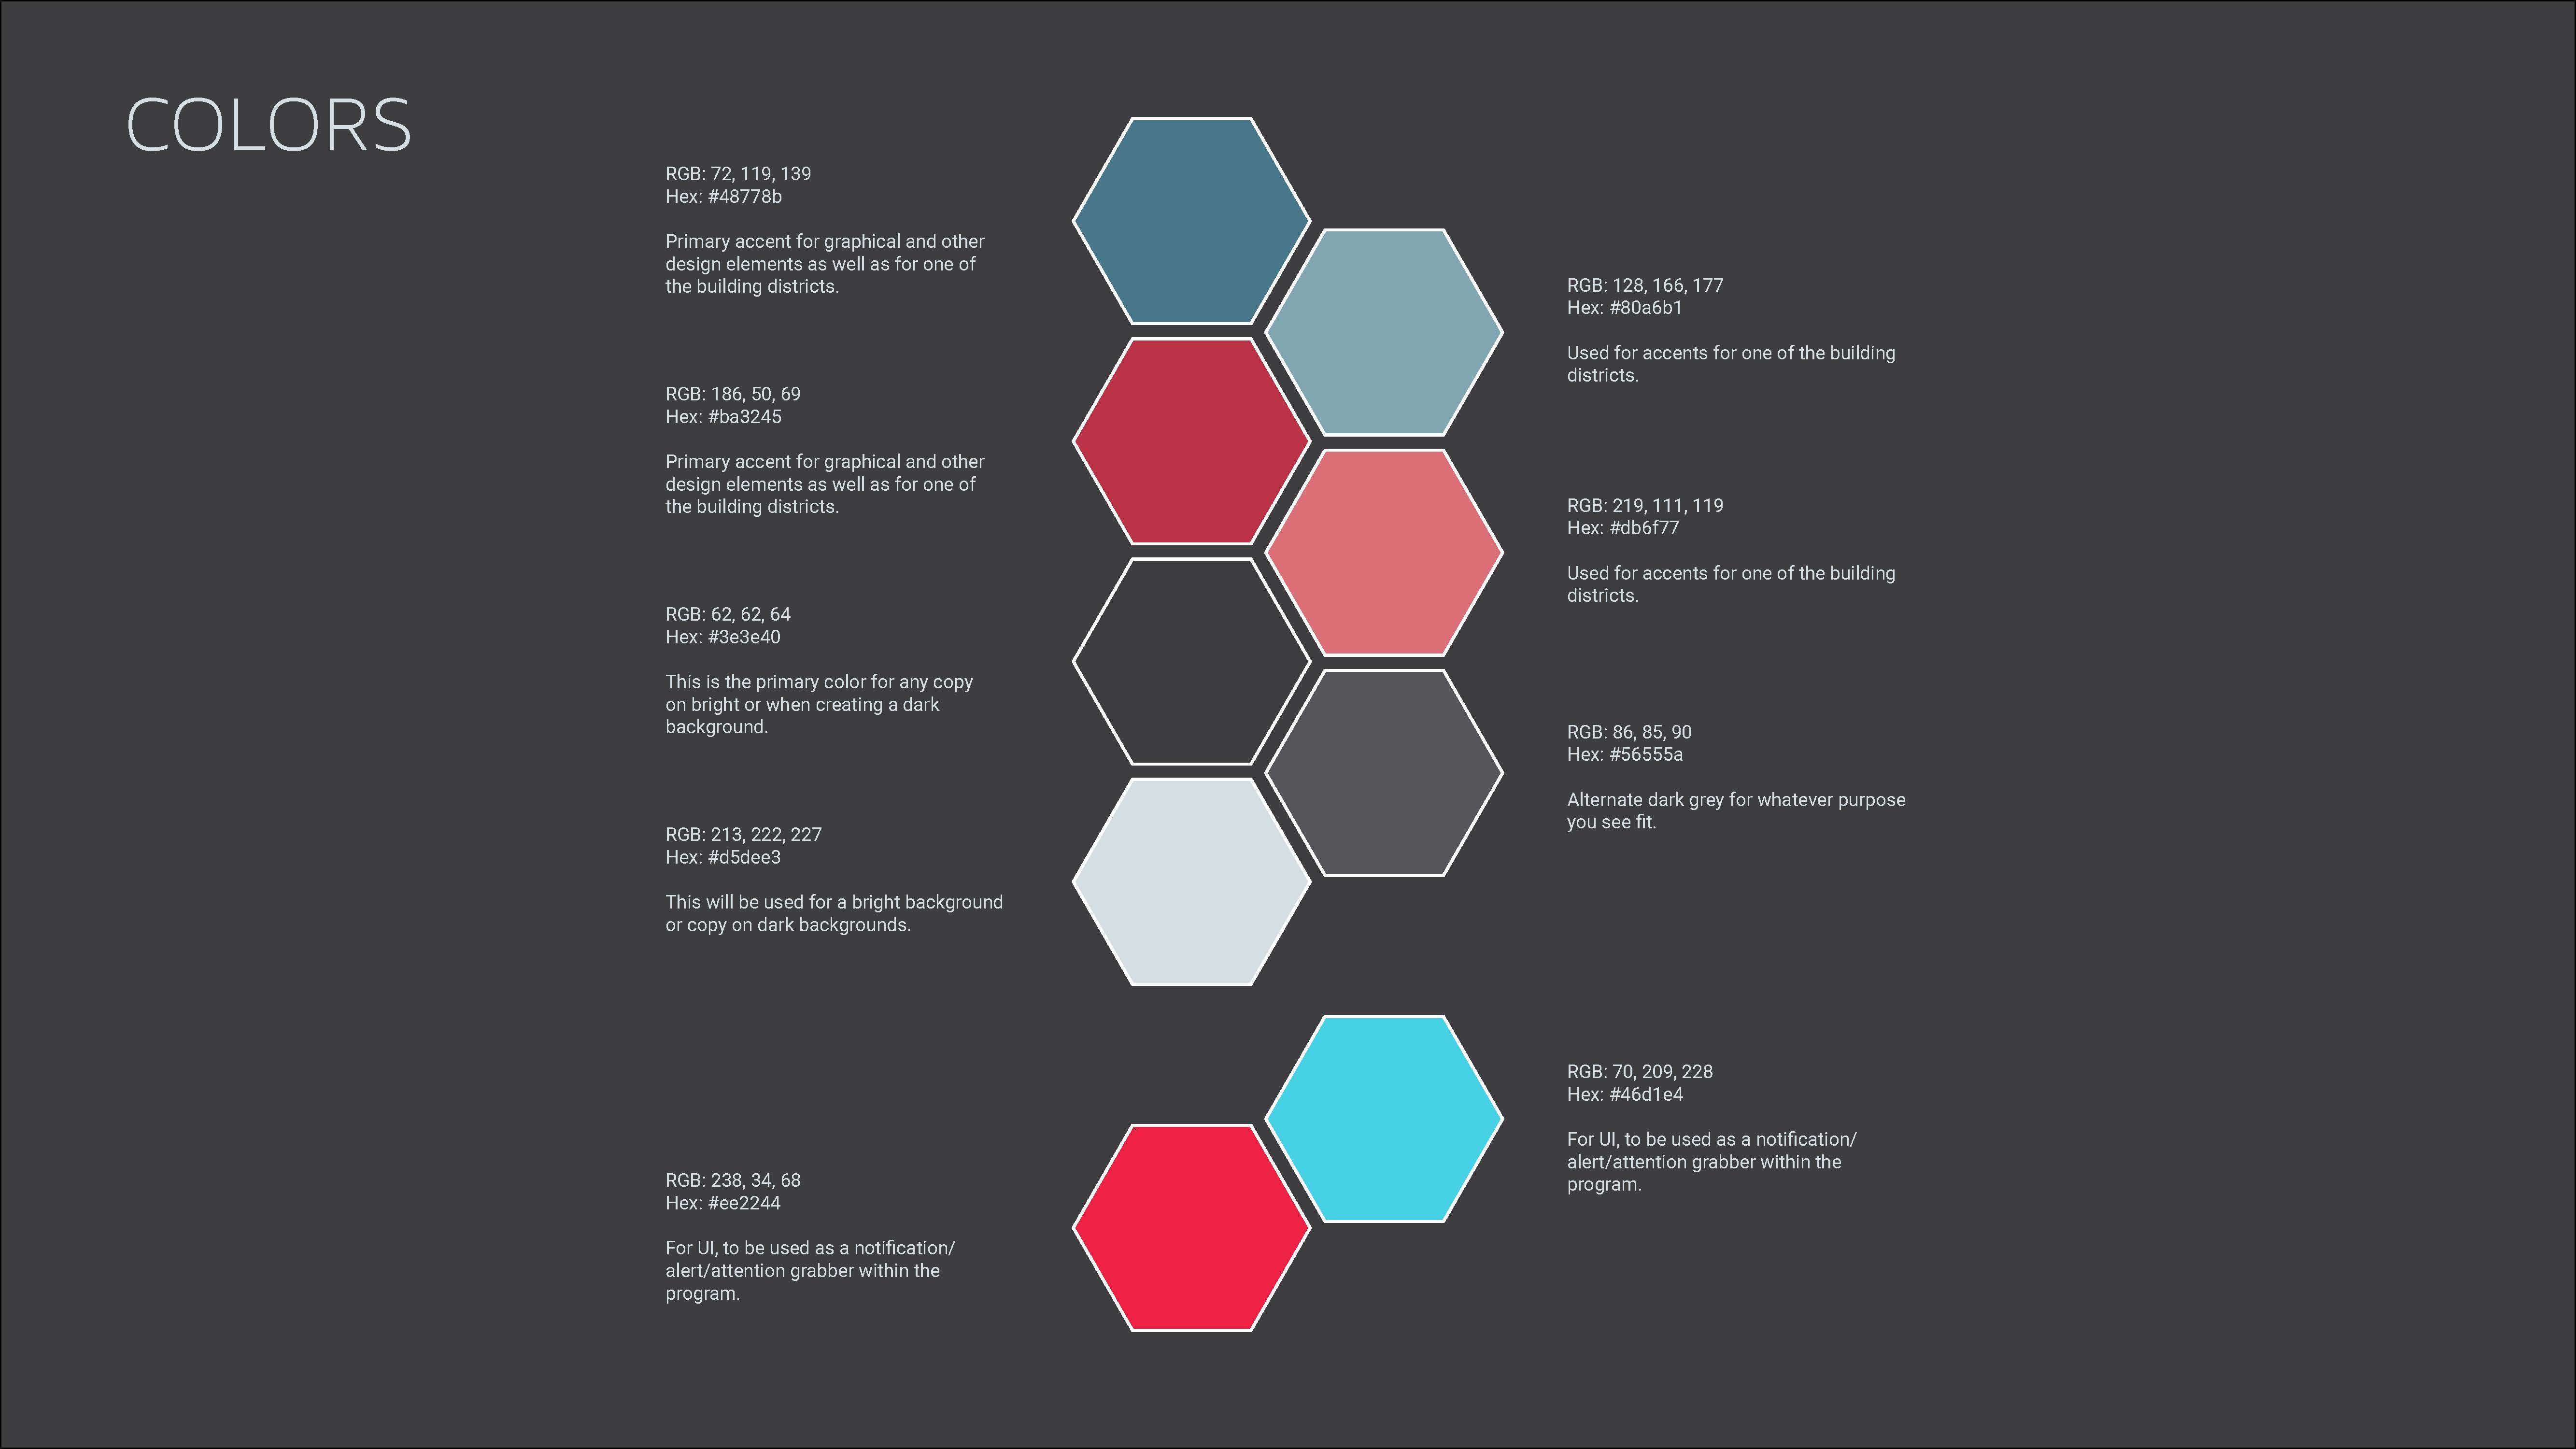 COLORS
RGB: 72, 119, 139
Hex: #48778b
Primary accent for graphical and other
design elements as well as for one of
the building districts.
RGB: 128, 166, 177
Hex: #80a6b1
Used for accents for one of the building
districts.
RGB: 186, 50, 69
Hex: #ba3245
Primary accent for graphical and other
design elements as well as for one of
the building districts.
RGB: 219, 111, 119
Hex: #db6f77
Used for accents for one of the building
districts.
RGB: 62, 62, 64
Hex: #3e3e40
This is the primary color for any copy
on bright or when creating a dark
background.
RGB: 86, 85, 90
Hex: #56555a
Alternate dark grey for whatever purpose
you see fit.
RGB: 213, 222, 227
Hex: #d5dee3
This will be used for a bright background
or copy on dark backgrounds.
RGB: 70, 209, 228
Hex: #46d1e4
For UI, to be used as a notification/
alert/attention grabber within the
program.
RGB: 238, 34, 68
Hex: #ee2244
For UI, to be used as a notification/
alert/attention grabber within the
program.